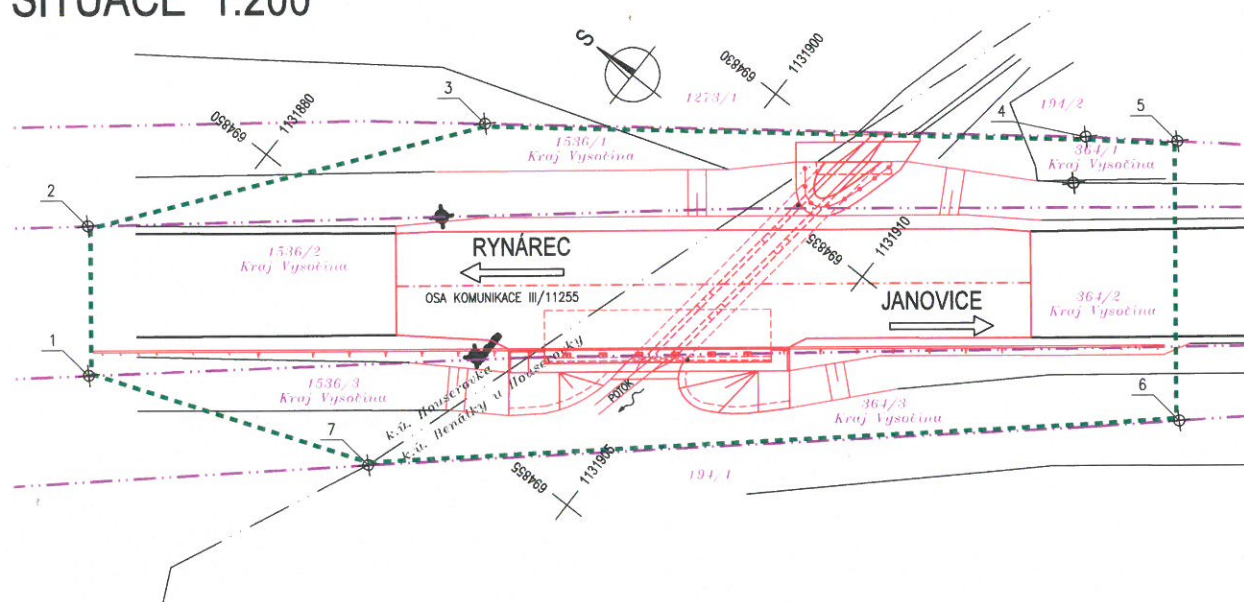 SITUACE 1:200
S
694830
1131900
1273/1
694850
1131880
3
4
194/2
5
1536/1
Kraj Vysočina
364/1
Kraj Vysočina
2
1536/2
Kraj Vysočina
RYNÁREC
694835
1131910
OSA KOMUNIKACE III/11255
JANOVICE
364/2
Kraj Vysočina
1
1536/3
Kraj Vysočina
k.ú. Houserovka
k.ú. Benátky u Houserovky
POTOK
364/3
Kraj Vysočina
6
7
194/1
694855
1131905